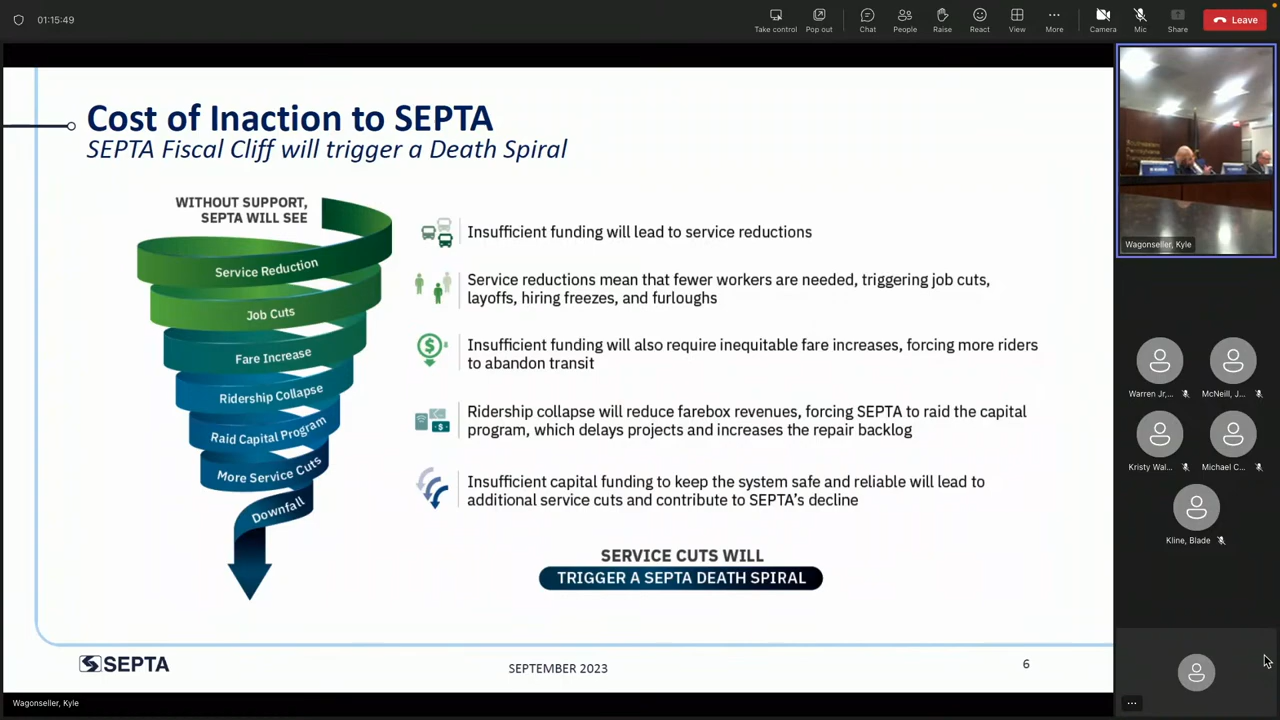 01:15:49
Take control
Pop out
Chat
People
Raise
React
View
More
Camera
Mic
Share
Leave
Cost of Inaction to SEPTA
SEPTA Fiscal Cliff will trigger a Death Spiral
WITHOUT SUPPORT,
SEPTA WILL SEE
Service Reduction
Job Cuts
Fare Increase
Ridership Collapse
Raid Capital Program
More Service Cuts
Downfall
Insufficient funding will lead to service reductions
Service reductions mean that fewer workers are needed, triggering job cuts,
layoffs, hiring freezes, and furloughs
Insufficient funding will also require inequitable fare increases, forcing more riders
to abandon transit
Ridership collapse will reduce farebox revenues, forcing SEPTA to raid the capital
program, which delays projects and increases the repair backlog
Insufficient capital funding to keep the system safe and reliable will lead to
additional service cuts and contribute to SEPTA's decline
SERVICE CUTS WILL
TRIGGER A SEPTA DEATH SPIRAL
SEPTA
SEPTEMBER 2023
6
Wagonseller, Kyle
Southeastern
Pennsylvania
Wagonseller, Kyle
Warren Jr,...
McNeill, J...
Kristy Wal...
Michael C...
Kline, Blade